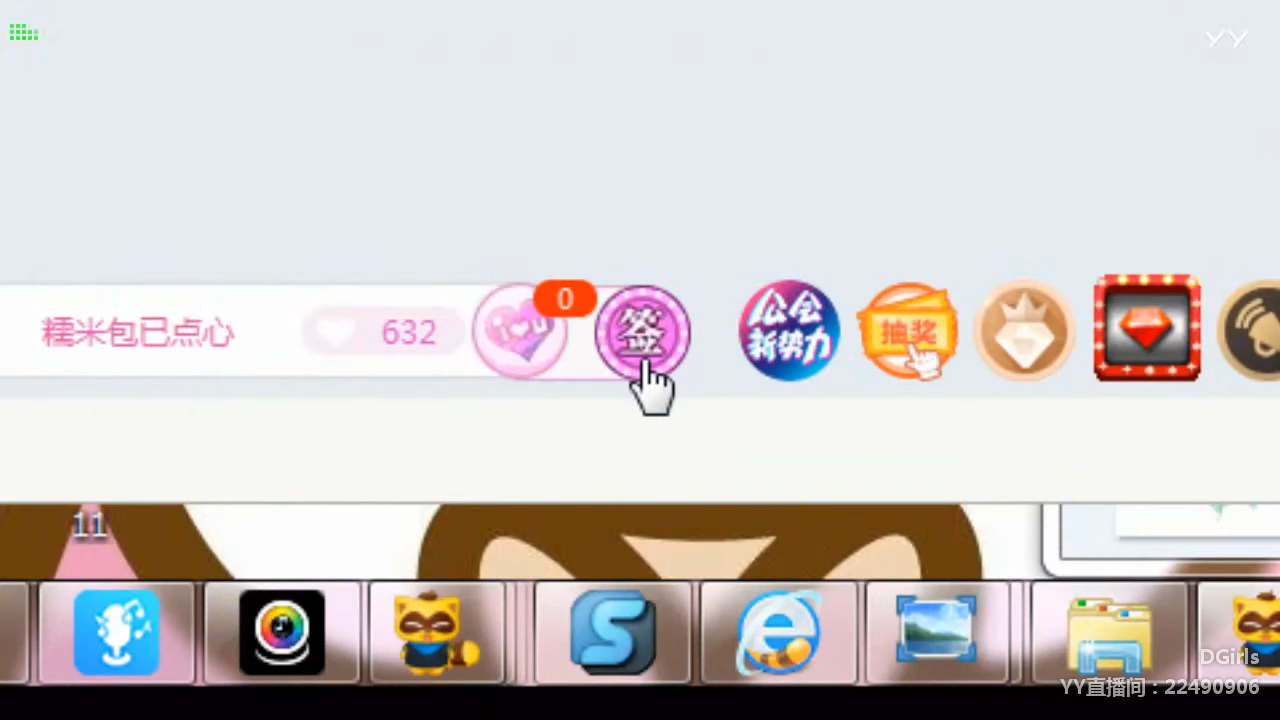 YY
糯米包已点心
632
I ♥ U
0
签
公会
新势力
抽奖
11
S
DGirls
YY直播间：22490906